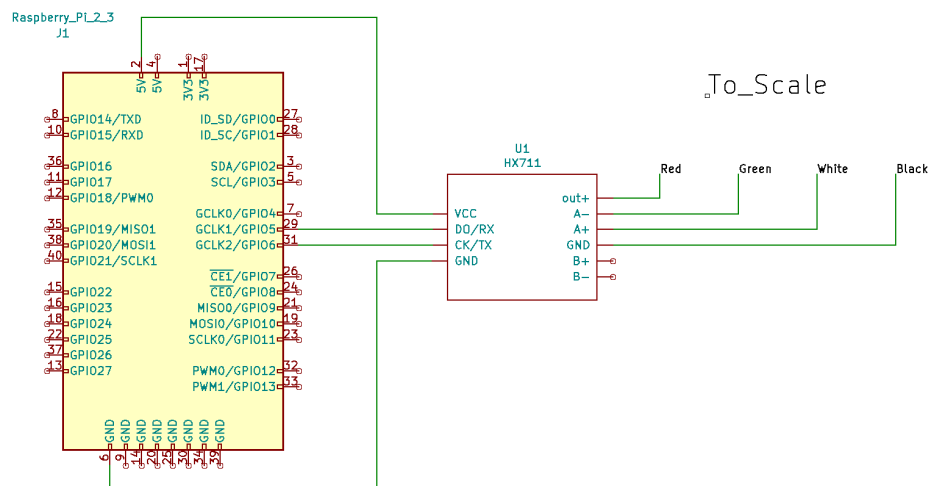 Raspberry_Pi_2_3
J1
To_Scale
2 4 1 17
5V 5V 3V3 3V3
8 GPIO14/TXD ID_SD/GPIO0 27
10 GPIO15/RXD ID_SC/GPIO1 28
36 GPIO16 SDA/GPIO2 3
11 GPIO17 SCL/GPIO3 5
12 GPIO18/PWM0
GCLK0/GPIO4 7
35 GPIO19/MISO1 GCLK1/GPIO5 29
38 GPIO20/MOSI1 GCLK2/GPIO6 31
40 GPIO21/SCLK1
CE1/GPIO7 26
15 GPIO22 CE0/GPIO8 24
16 GPIO23 MISO0/GPIO9 21
18 GPIO24 MOSI0/GPIO10 19
22 GPIO25 SCLK0/GPIO11 23
37 GPIO26
13 GPIO27 PWM0/GPIO12 32
PWM1/GPIO13 33
GND GND GND GND GND GND GND GND
6 9 14 20 25 30 34 39
U1
HX711
Red Green White Black
out+
VCC A-
DO/RX A+
CK/TX GND
GND B+
B-